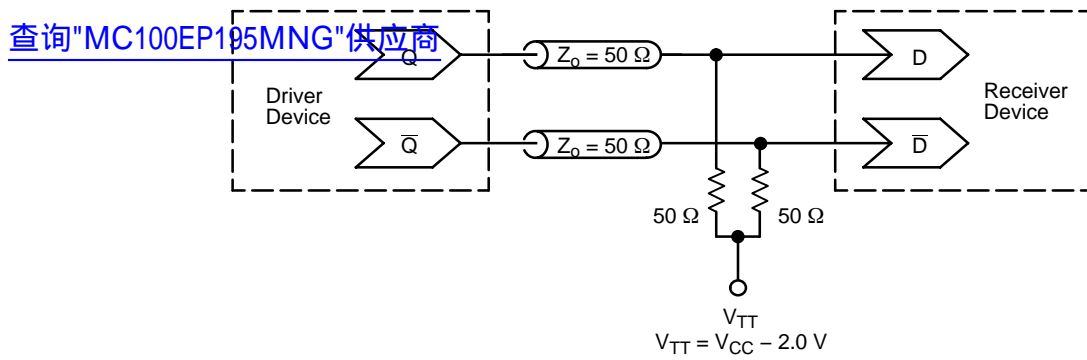 查询"MC100EP195MNG"供应商
Q
Zo = 50 Ω
D
Driver
Device
Receiver
Device
Q̅
Zo = 50 Ω
D̅
50 Ω
50 Ω
VTT
VTT = VCC – 2.0 V